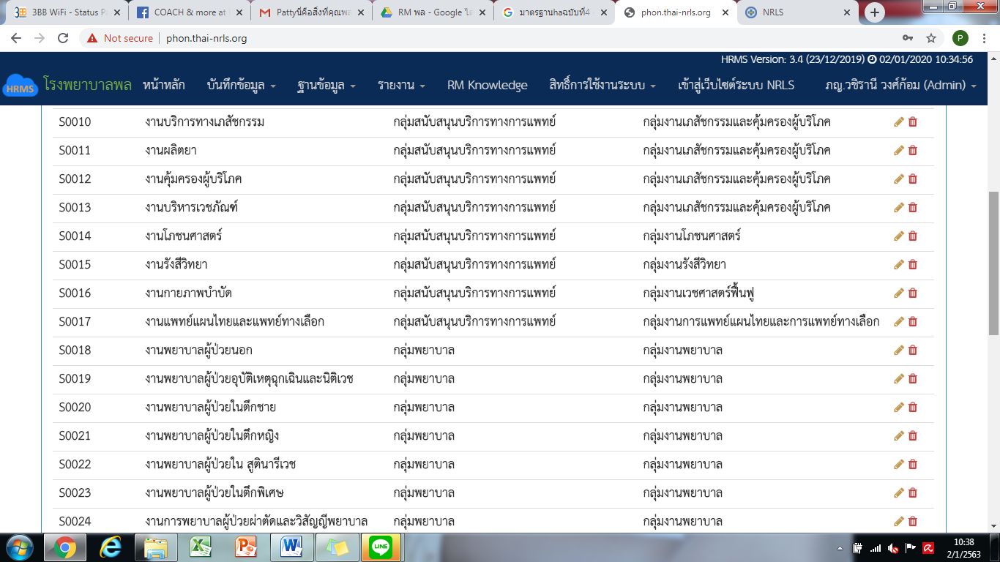 3BB WiFi - Status P
COACH & more at
Pattyนี่คือสิ่งที่คุณพล
RM พล - Google ไ
มาตรฐานhaฉบับที่4
phon.thai-nrls.org
NRLS
Not secure
phon.thai-nrls.org
P
HRMS Version: 3.4 (23/12/2019) 02/01/2020 10:34:56
HRMS โรงพยาบาลพล หน้าหลัก บันทึกข้อมูล ฐานข้อมูล รายงาน RM Knowledge สิทธิ์การใช้งานระบบ เข้าสู่เว็บไซต์ระบบ NRLS ภญ.วชิรานี วงศ์ก้อม (Admin)
S0010 งานบริการทางเภสัชกรรม กลุ่มสนับสนุนบริการทางการแพทย์ กลุ่มงานเภสัชกรรมและคุ้มครองผู้บริโภค
S0011 งานผลิตยา กลุ่มสนับสนุนบริการทางการแพทย์ กลุ่มงานเภสัชกรรมและคุ้มครองผู้บริโภค
S0012 งานคุ้มครองผู้บริโภค กลุ่มสนับสนุนบริการทางการแพทย์ กลุ่มงานเภสัชกรรมและคุ้มครองผู้บริโภค
S0013 งานบริหารเวชภัณฑ์ กลุ่มสนับสนุนบริการทางการแพทย์ กลุ่มงานเภสัชกรรมและคุ้มครองผู้บริโภค
S0014 งานโภชนศาสตร์ กลุ่มสนับสนุนบริการทางการแพทย์ กลุ่มงานโภชนศาสตร์
S0015 งานรังสีวิทยา กลุ่มสนับสนุนบริการทางการแพทย์ กลุ่มงานรังสีวิทยา
S0016 งานกายภาพบำบัด กลุ่มสนับสนุนบริการทางการแพทย์ กลุ่มงานเวชศาสตร์ฟื้นฟู
S0017 งานแพทย์แผนไทยและแพทย์ทางเลือก กลุ่มสนับสนุนบริการทางการแพทย์ กลุ่มงานการแพทย์แผนไทยและการแพทย์ทางเลือก
S0018 งานพยาบาลผู้ป่วยนอก กลุ่มพยาบาล กลุ่มงานพยาบาล
S0019 งานพยาบาลผู้ป่วยอุบัติเหตุฉุกเฉินและนิติเวช กลุ่มพยาบาล กลุ่มงานพยาบาล
S0020 งานพยาบาลผู้ป่วยในตึกชาย กลุ่มพยาบาล กลุ่มงานพยาบาล
S0021 งานพยาบาลผู้ป่วยในตึกหญิง กลุ่มพยาบาล กลุ่มงานพยาบาล
S0022 งานพยาบาลผู้ป่วยใน สูตินารีเวช กลุ่มพยาบาล กลุ่มงานพยาบาล
S0023 งานพยาบาลผู้ป่วยในตึกพิเศษ กลุ่มพยาบาล กลุ่มงานพยาบาล
S0024 งานการพยาบาลผู้ป่วยผ่าตัดและวิสัญญีพยาบาล กลุ่มพยาบาล กลุ่มงานพยาบาล
LINE
10:38
2/1/2563